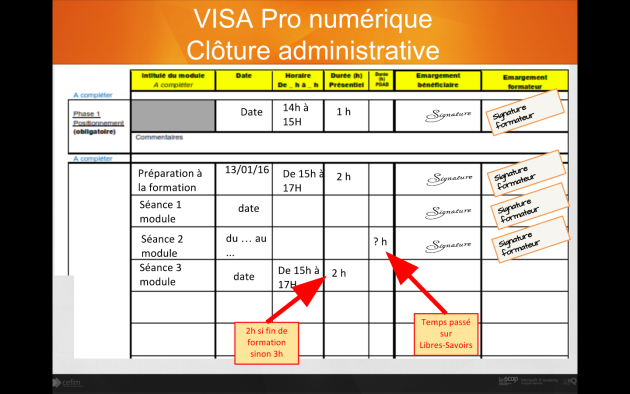 VISA Pro numérique
Clôture administrative
Intitulé du module
A compléter
Date
Horaire
De _ h à _ h
Durée (h)
Présentiel
Durée
(h)
FOAD
Emargement
bénéficiaire
Emargement
formateur
A compléter
Phase 1
Positionnement
(obligatoire)
Date
14h à
15H
1 h
Signature
Signature
formateur
Commentaires
A compléter
Préparation à
la formation
13/01/16
De 15h à
17H
2 h
Signature
Signature
formateur
Séance 1
module
date
Signature
Signature
formateur
Séance 2
module
du … au
…
? h
Signature
Signature
formateur
Séance 3
module
date
De 15h à
17H
2 h
2h si fin de
formation
sinon 3h
Temps passé
sur
Libres-Savoirs
cefim